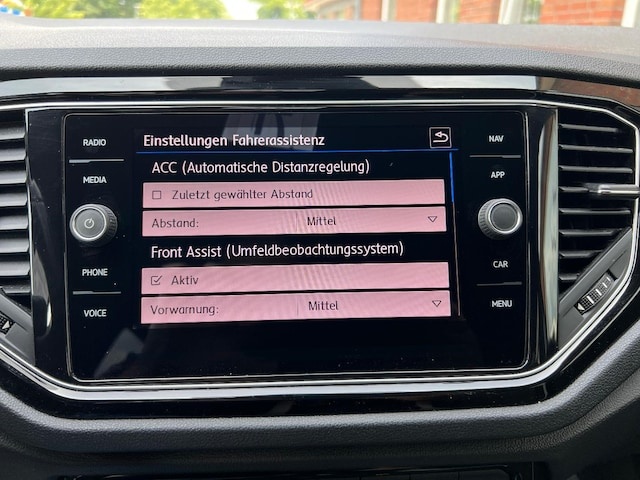 RADIO
MEDIA
PHONE
VOICE
Einstellungen Fahrerassistenz
ACC (Automatische Distanzregelung)
Zuletzt gewählter Abstand
Abstand: Mittel
Front Assist (Umfeldbeobachtungssystem)
Aktiv
Vorwarnung: Mittel
NAV
APP
CAR
MENU